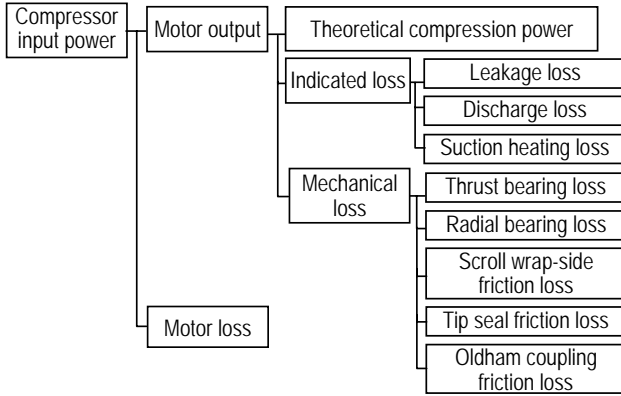 Compressor
input power
Motor output
Theoretical compression power
Indicated loss
Leakage loss
Discharge loss
Suction heating loss
Mechanical
loss
Thrust bearing loss
Radial bearing loss
Scroll wrap-side
friction loss
Tip seal friction loss
Oldham coupling
friction loss
Motor loss